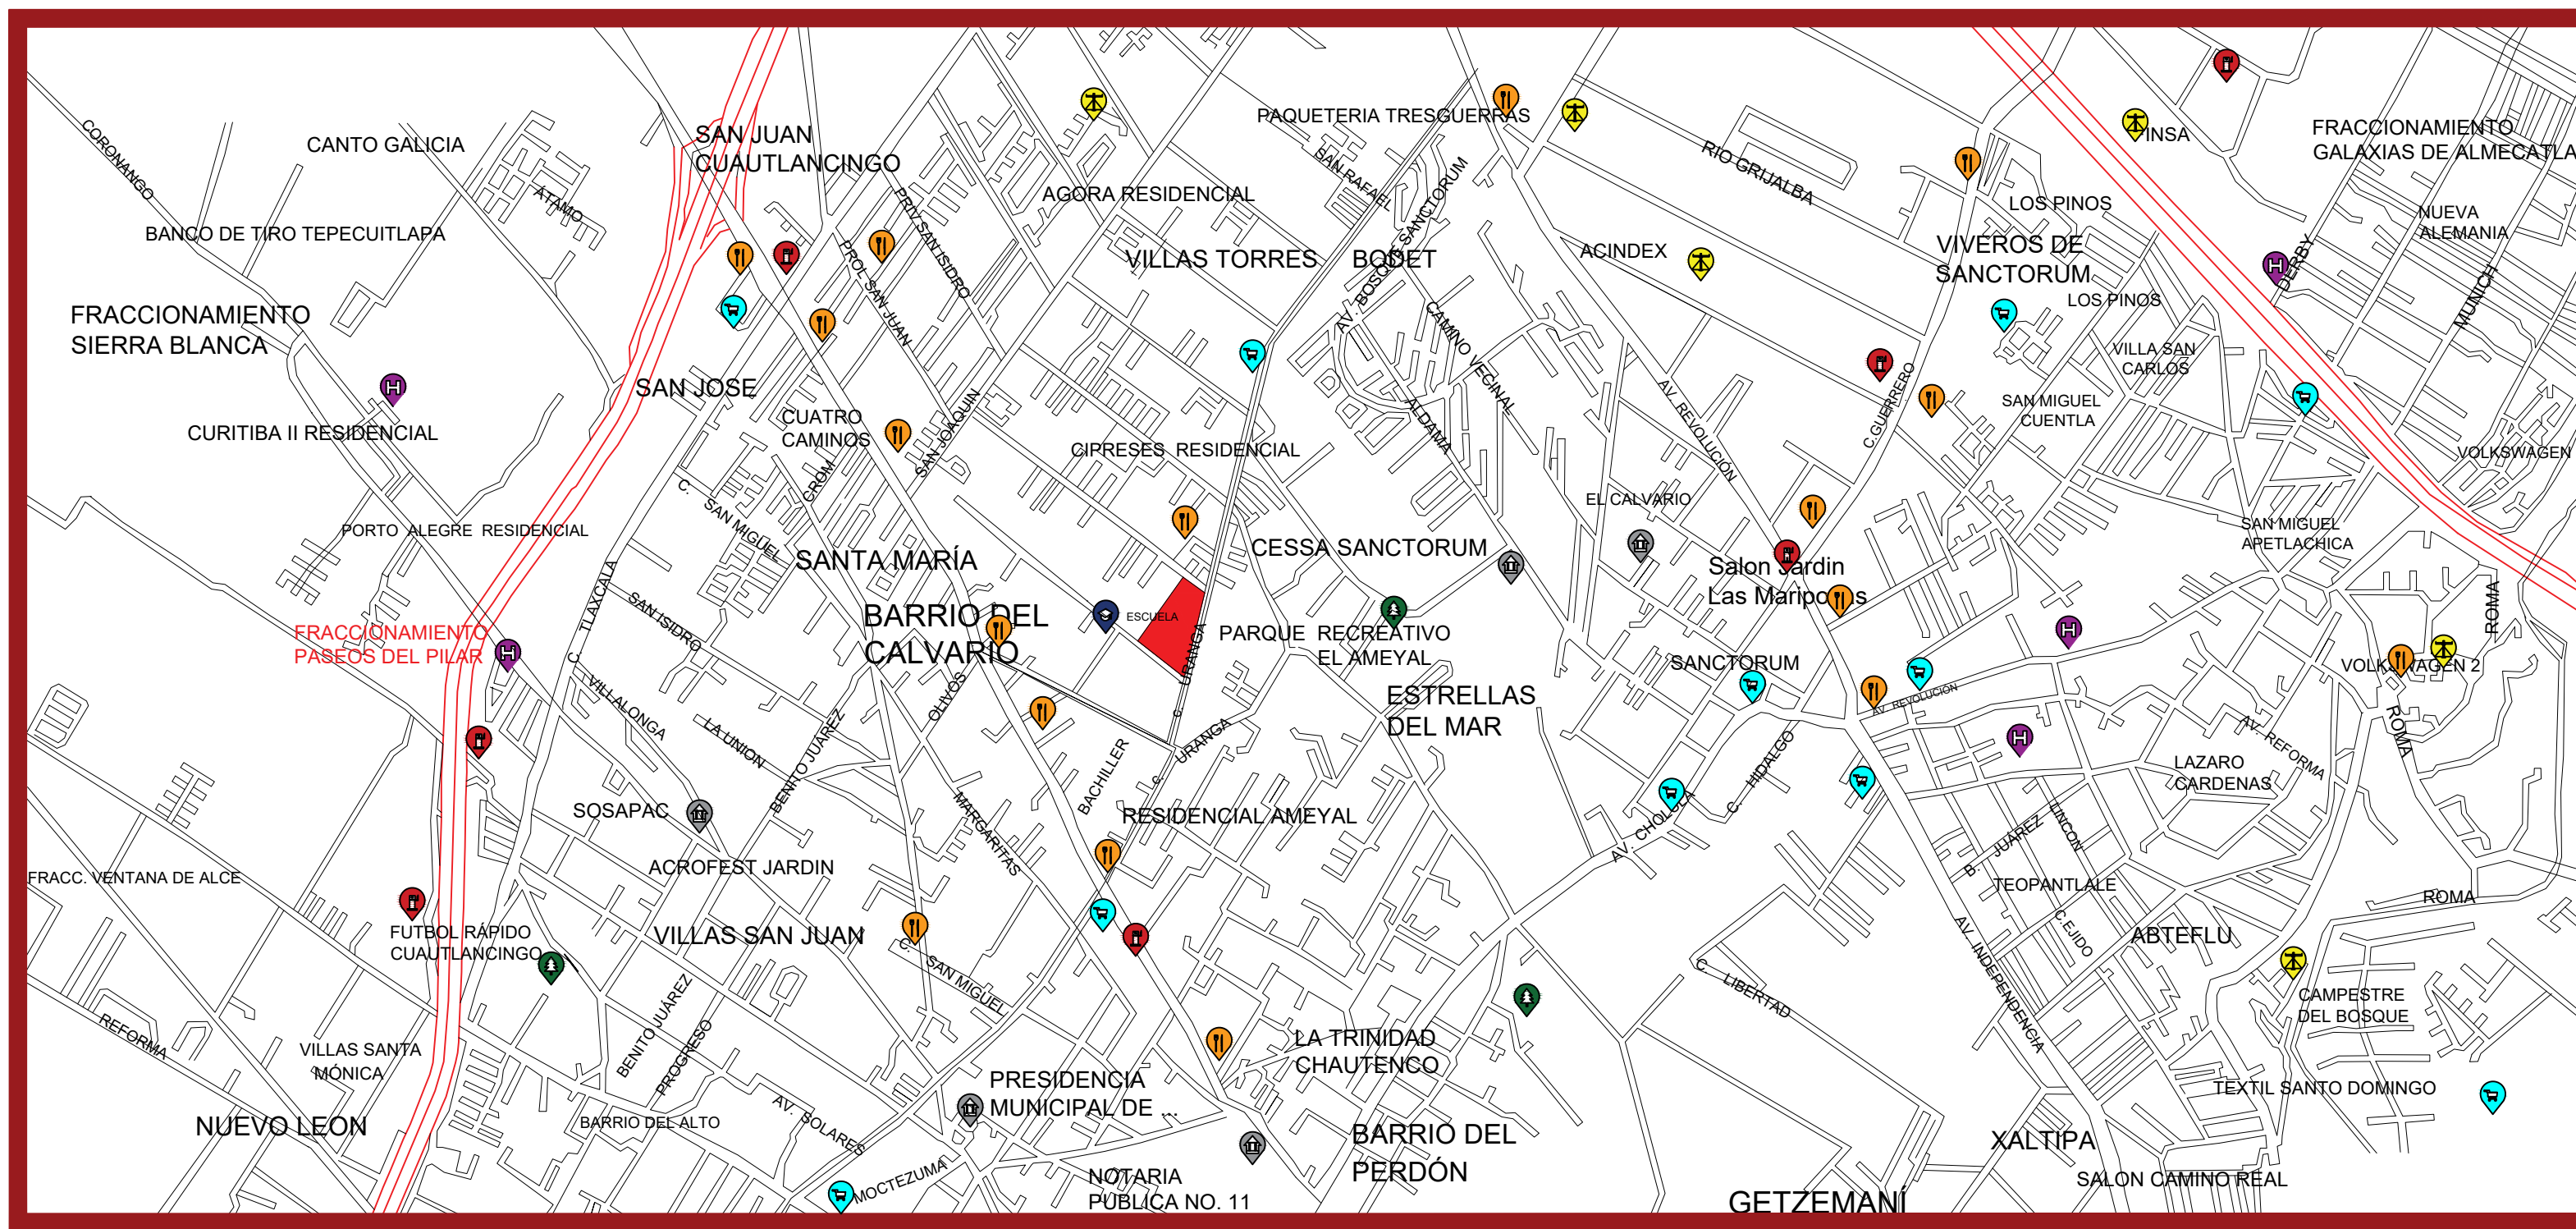 CORONANGO
CANTO GALICIA
ÁTAMO
BANCO DE TIRO TEPECUITLAPA
FRACCIONAMIENTO
SIERRA BLANCA
CURITIBA II RESIDENCIAL
PORTO ALEGRE RESIDENCIAL
FRACCIONAMIENTO
PASEOS DEL PILAR
SAN JUAN
CUAUTLANCINGO
PRIV SAN ISIDRO
PROL SAN JUAN
SAN JOSE
CUATRO
CAMINOS
CROM
SAN JOAQUIN
C. SAN MIGUEL
AGORA RESIDENCIAL
VILLAS TORRES BODET
PAQUETERIA TRESGUERRAS
SAN RAFAEL
AV. BOSQUES SANCTORUM
CAMINO VECINAL
ALDAMA
CIPRESES RESIDENCIAL
RIO GRIJALBA
ACINDEX
AV. REVOLUCIÓN
C.GUERRERO
VIVEROS DE
SANCTORUM
LOS PINOS
LOS PINOS
VILLA SAN
CARLOS
SAN MIGUEL
CUENTLA
INSA
FRACCIONAMIENTO
GALAXIAS DE ALMECATLA
NUEVA
ALEMANIA
DERBY
MUNICH
VOLKSWAGEN
SAN MIGUEL
APETLACHICA
ROMA
SANTA MARÍA
BARRIO DEL
CALVARIO
ESCUELA
C. URANGA
CESSA SANCTORUM
PARQUE RECREATIVO
EL AMEYAL
ESTRELLAS
DEL MAR
EL CALVARIO
Salon Jardin
Las Mariposas
SANCTORUM
AV. REVOLUCION
VOLKSWAGEN 2
ROMA
AV. REFORMA
LAZARO
CARDENAS
TLAXCALA
SAN ISIDRO
C. VILLALONGA
LA UNION
BENITO JUÁREZ
OLIVOS
MARGARITAS
BACHILLER
C. URANGA
RESIDENCIAL AMEYAL
SOSAPAC
ACROFEST JARDIN
VILLAS SAN JUAN
C. SAN MIGUEL
AV. CHOLULA
C. HIDALGO
B. JUAREZ
LINCON
TEOPANTLALE
C.EJIDO
ABTEFLU
ROMA
CAMPESTRE
DEL BOSQUE
TEXTIL SANTO DOMINGO
FRACC. VENTANA DE ALCE
FUTBOL RÁPIDO
CUAUTLANCINGO
REFORMA
VILLAS SANTA
MÓNICA
NUEVO LEON
BENITO JUÁREZ
PROGRESO
BARRIO DEL ALTO
AV. SOLARES
MOCTEZUMA
PRESIDENCIA
MUNICIPAL DE ...
NOTARIA
PÚBLICA NO. 11
LA TRINIDAD
CHAUTENCO
BARRIO DEL
PERDÓN
C. LIBERTAD
AV. INDEPENDENCIA
XALTIPA
SALON CAMINO REAL
GETZEMANÍ